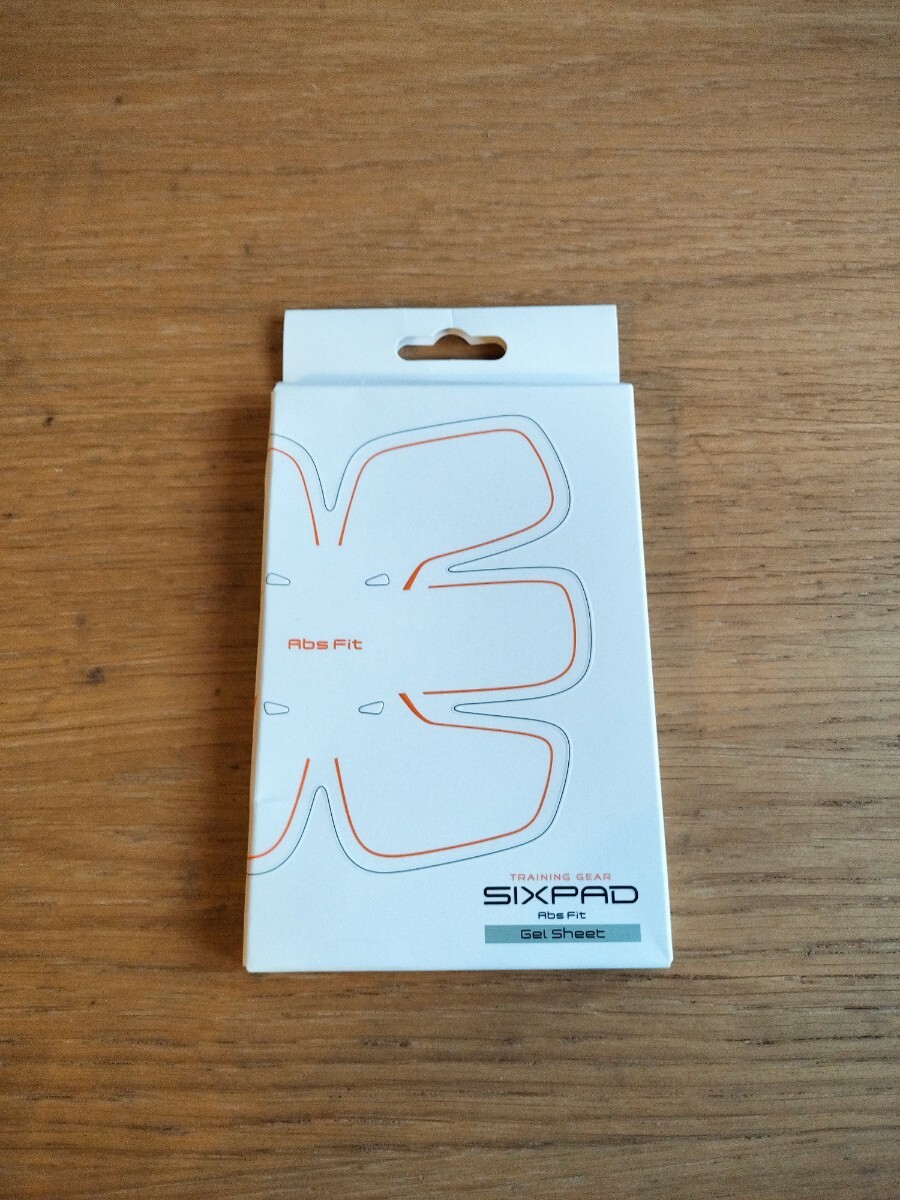 Abs Fit
TRAINING GEAR
SIXPAD
Abs Fit
Gel Sheet